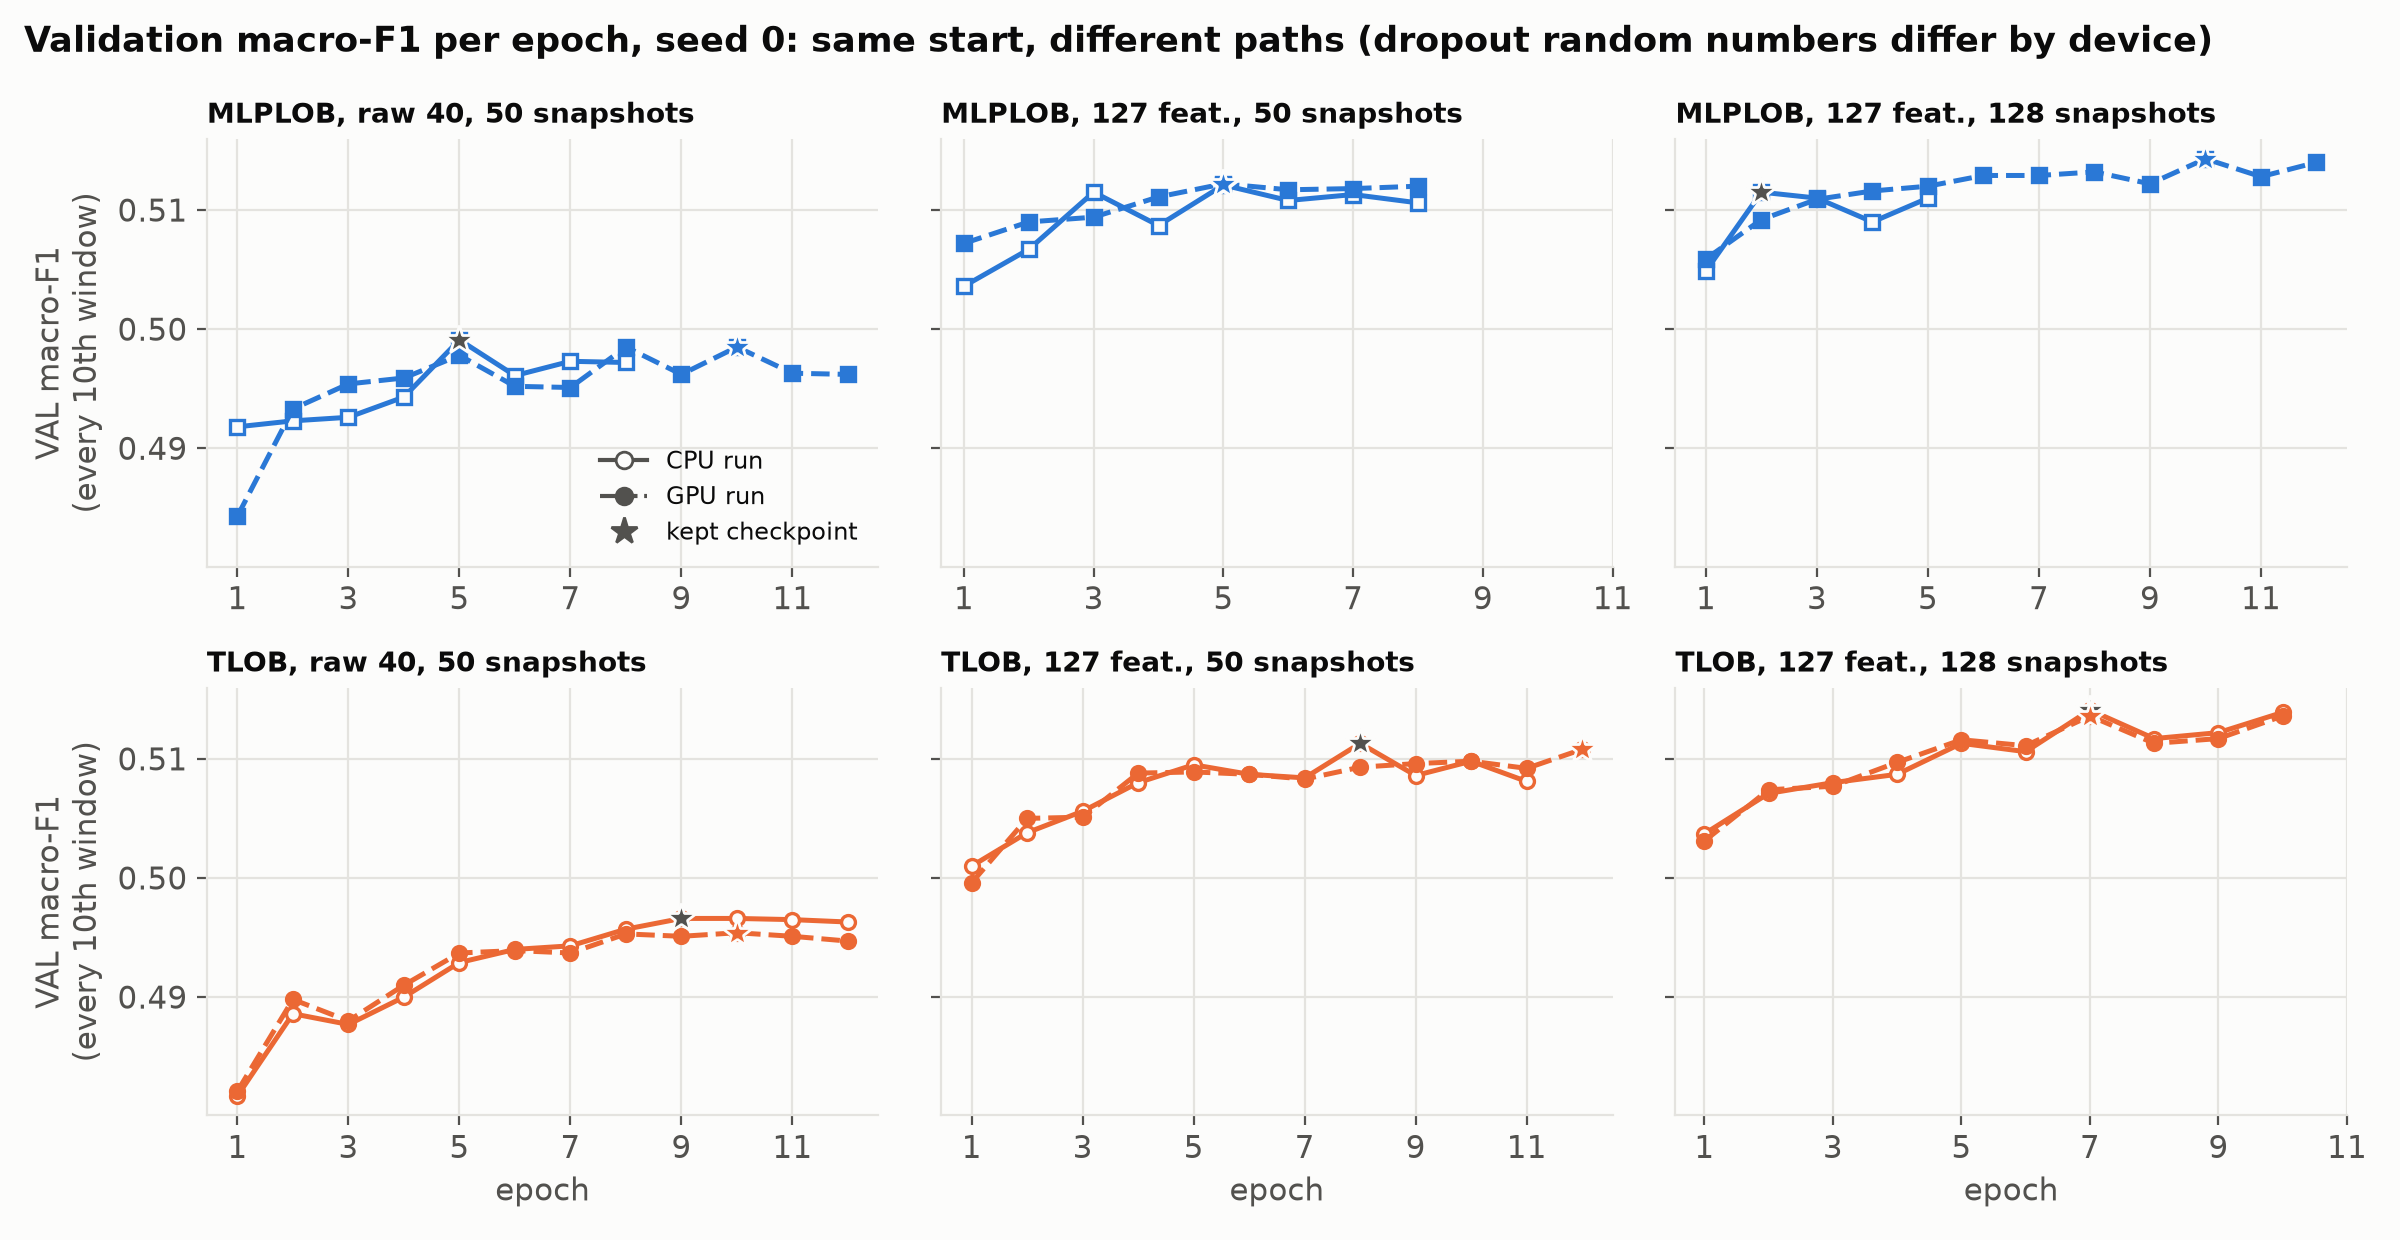 Validation macro-F1 per epoch, seed 0: same start, different paths (dropout random numbers differ by device)
MLPLOB, raw 40, 50 snapshots
MLPLOB, 127 feat., 50 snapshots
MLPLOB, 127 feat., 128 snapshots
VAL macro-F1
(every 10th window)
0.51
0.50
0.49
CPU run
GPU run
kept checkpoint
1 3 5 7 9 11
1 3 5 7 9 11
1 3 5 7 9 11
TLOB, raw 40, 50 snapshots
TLOB, 127 feat., 50 snapshots
TLOB, 127 feat., 128 snapshots
VAL macro-F1
(every 10th window)
0.51
0.50
0.49
1 3 5 7 9 11
1 3 5 7 9 11
1 3 5 7 9 11
epoch
epoch
epoch